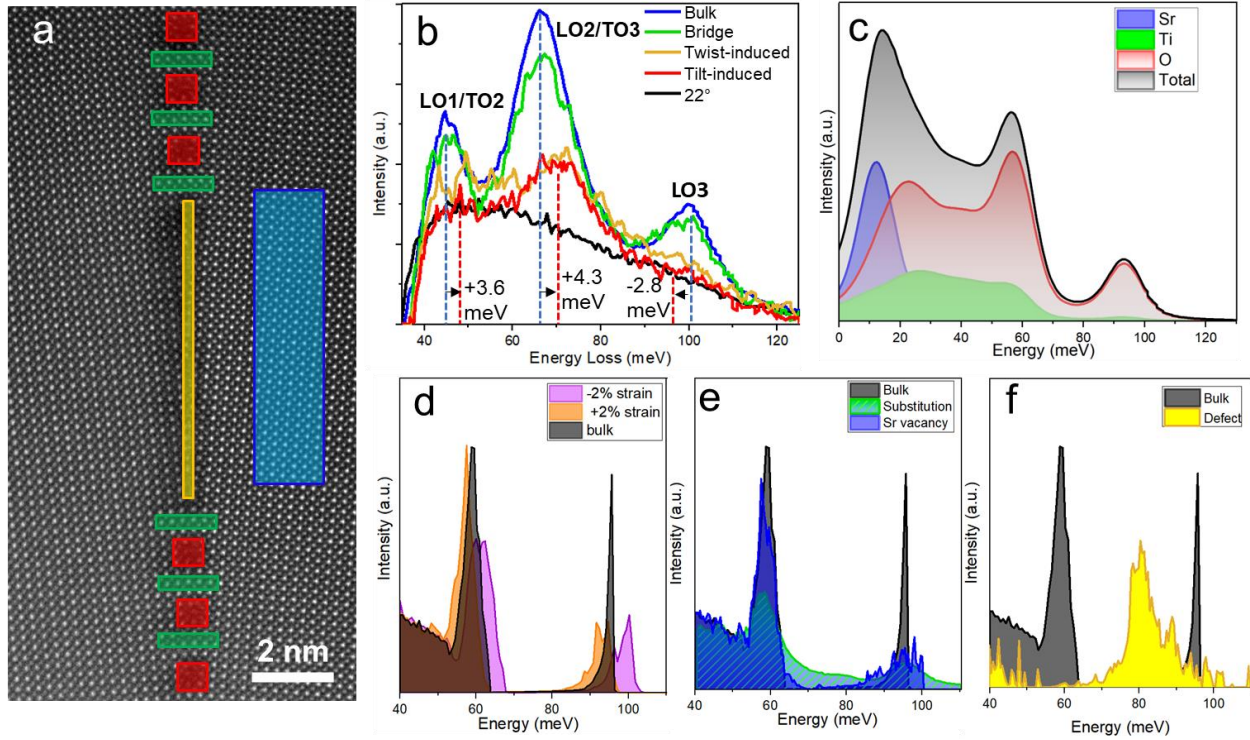 a
2 nm
b
LO2/TO3
LO1/TO2
LO3
Bulk
Bridge
Twist-induced
Tilt-induced
22°
+3.6
meV
+4.3
meV
-2.8
meV
Intensity (a.u.)
40 60 80 100 120
Energy Loss (meV)
c
Sr
Ti
O
Total
Intensity (a.u.)
0 20 40 60 80 100 120
Energy (meV)
d
-2% strain
+2% strain
bulk
Intensity (a.u.)
40 60 80 100
Energy (meV)
e
Bulk
Substitution
Sr vacancy
Intensity (a.u.)
40 60 80 100
Energy (meV)
f
Bulk
Defect
Intensity (a.u.)
40 60 80 100
Energy (meV)